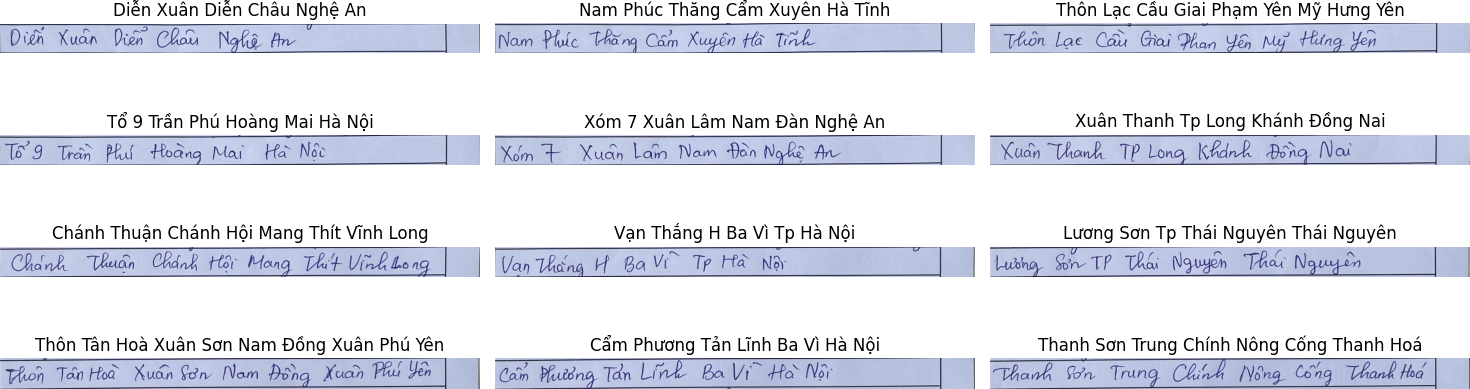 Diễn Xuân Diễn Châu Nghệ An
Nam Phúc Thăng Cẩm Xuyên Hà Tĩnh
Thôn Lạc Cầu Giai Phạm Yên Mỹ Hưng Yên
Diễn Xuân Diễn Châu Nghệ An
Nam Phúc Thăng Cẩm Xuyên Hà Tĩnh
Thôn Lạc Cầu Giai Phan Yên Mỹ Hưng Yên
Tổ 9 Trần Phú Hoàng Mai Hà Nội
Xóm 7 Xuân Lâm Nam Đàn Nghệ An
Xuân Thanh Tp Long Khánh Đồng Nai
Tổ 9 Trần Phú Hoàng Mai Hà Nội
Xóm 7 Xuân Lâm Nam Đàn Nghệ An
Xuân Thanh TP Long Khánh Đồng Nai
Chánh Thuận Chánh Hội Mang Thít Vĩnh Long
Vạn Thắng H Ba Vì Tp Hà Nội
Lương Sơn Tp Thái Nguyên Thái Nguyên
Chánh Thuận Chánh Hội Mang Thít Vĩnh Long
Vạn Thắng H Ba Vì Tp Hà Nội
Lương Sơn TP Thái Nguyên Thái Nguyên
Thôn Tân Hoà Xuân Sơn Nam Đồng Xuân Phú Yên
Cẩm Phương Tản Lĩnh Ba Vì Hà Nội
Thanh Sơn Trung Chính Nông Cống Thanh Hoá
Thôn Tân Hoà Xuân Sơn Nam Đồng Xuân Phú Yên
Cẩm Phương Tản Lĩnh Ba Vì Hà Nội
Thanh Sơn Trung Chính Nông Cống Thanh Hoá